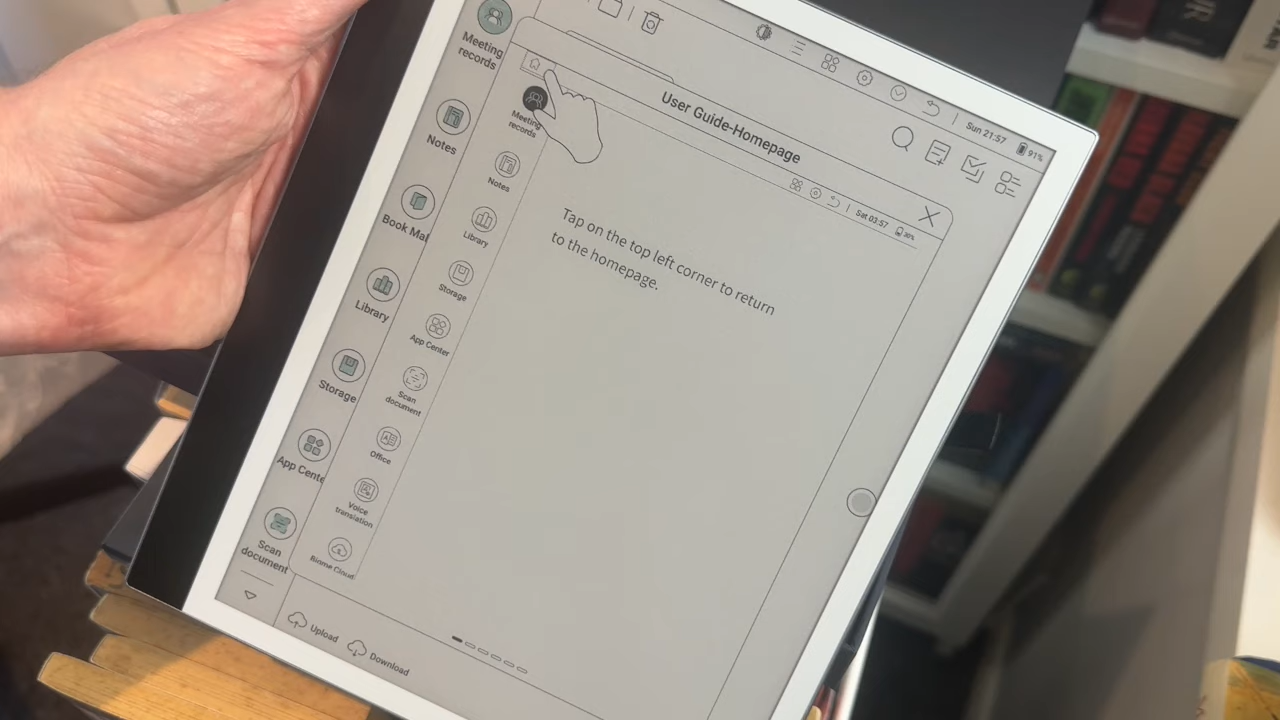 Meeting
records
Notes
Book Mal
Library
Storage
App Cente
Scan
document
Sun 21:57
91%
User Guide-Homepage
Sat 03:57
Meeting
records
Notes
Library
Storage
App Center
Scan
document
Office
Voice
translation
Biome Cloud
Tap on the top left corner to return
to the homepage.
Upload
Download